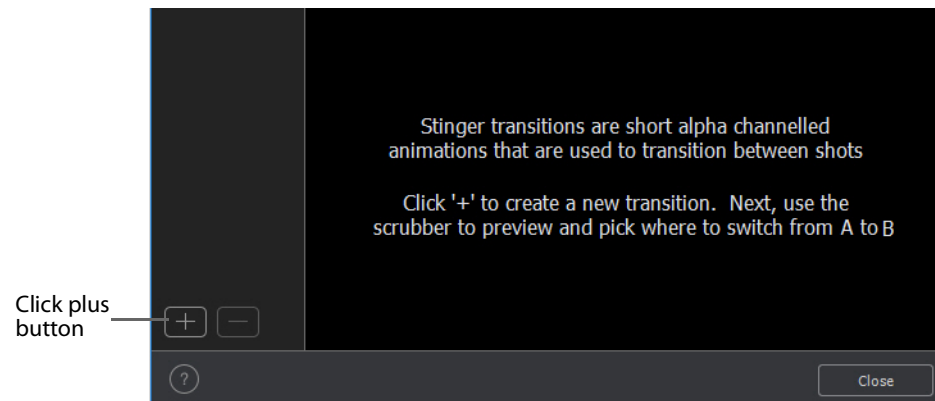 Stinger transitions are short alpha channelled
animations that are used to transition between shots
Click '+' to create a new transition.  Next, use the
scrubber to preview and pick where to switch from A to B
Click plus
button
+
−
?
Close